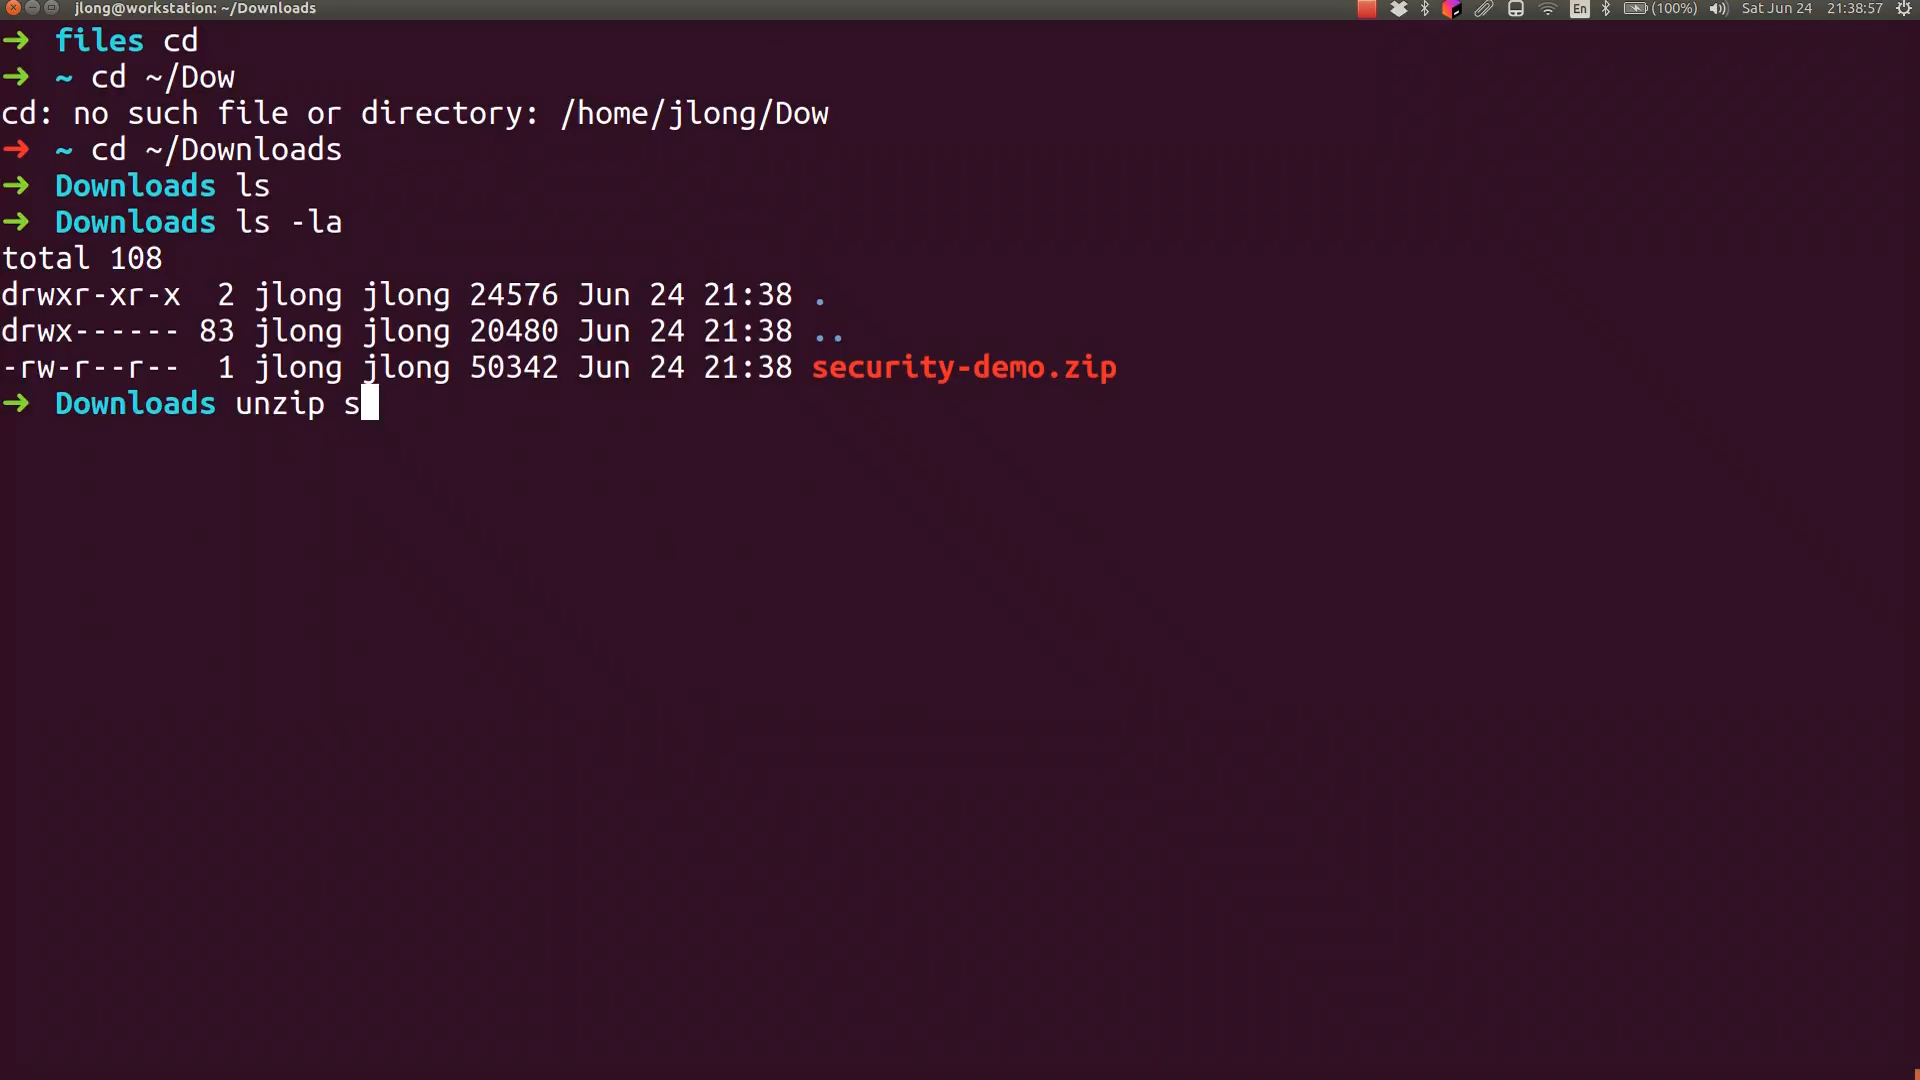 jlong@workstation: ~/Downloads En (100%) Sat Jun 24 21:38:57
➜ files cd
➜ ~ cd ~/Dow
cd: no such file or directory: /home/jlong/Dow
➜ ~ cd ~/Downloads
➜ Downloads ls
➜ Downloads ls -la
total 108
drwxr-xr-x  2 jlong jlong 24576 Jun 24 21:38 .
drwx------ 83 jlong jlong 20480 Jun 24 21:38 ..
-rw-r--r--  1 jlong jlong 50342 Jun 24 21:38 security-demo.zip
➜ Downloads unzip s